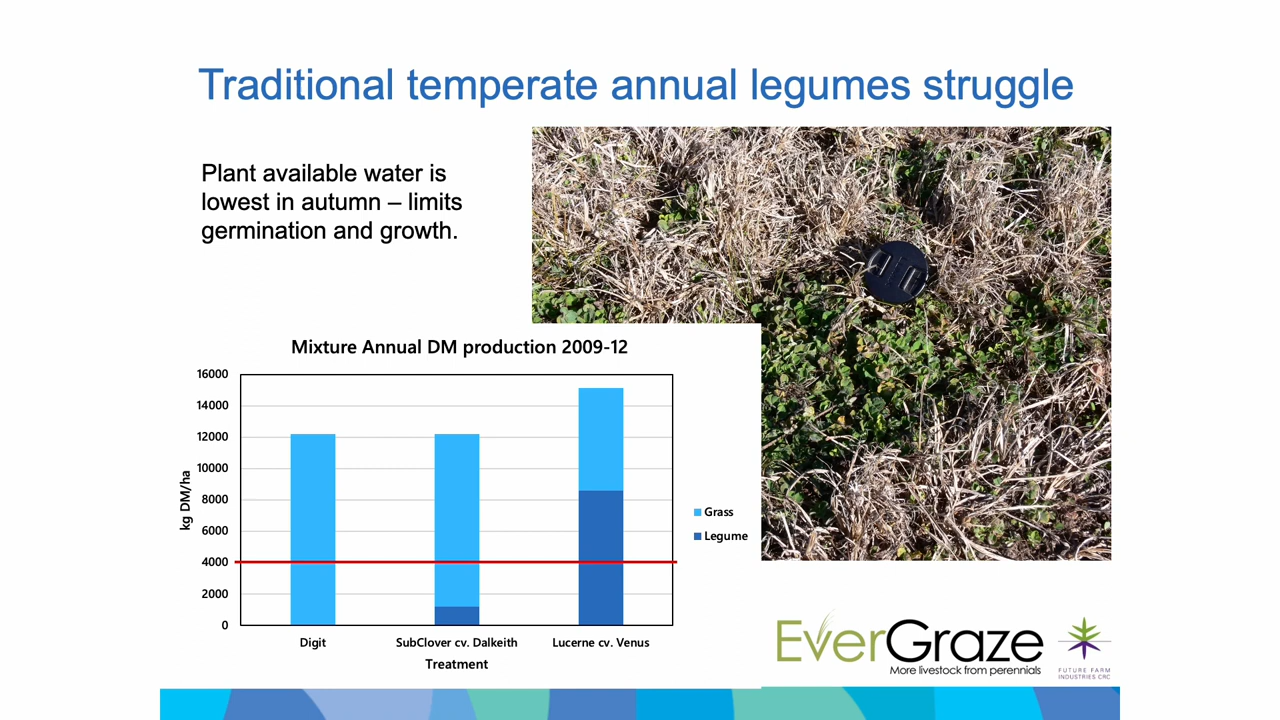 Traditional temperate annual legumes struggle
Plant available water is
lowest in autumn – limits
germination and growth.
Mixture Annual DM production 2009-12
16000
14000
12000
10000
8000
6000
4000
2000
0
kg DM/ha
Digit
SubClover cv. Dalkeith
Lucerne cv. Venus
Treatment
Grass
Legume
EverGraze
More livestock from perennials
FUTURE FARM
INDUSTRIES CRC